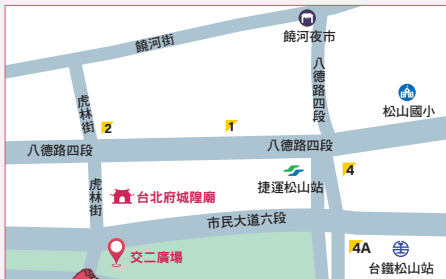 饒河街
饒河夜市
八德路四段
松山國小
虎林街
2
1
八德路四段
八德路四段
捷運松山站
4
虎林街
台北府城隍廟
市民大道六段
交二廣場
4A
台鐵松山站